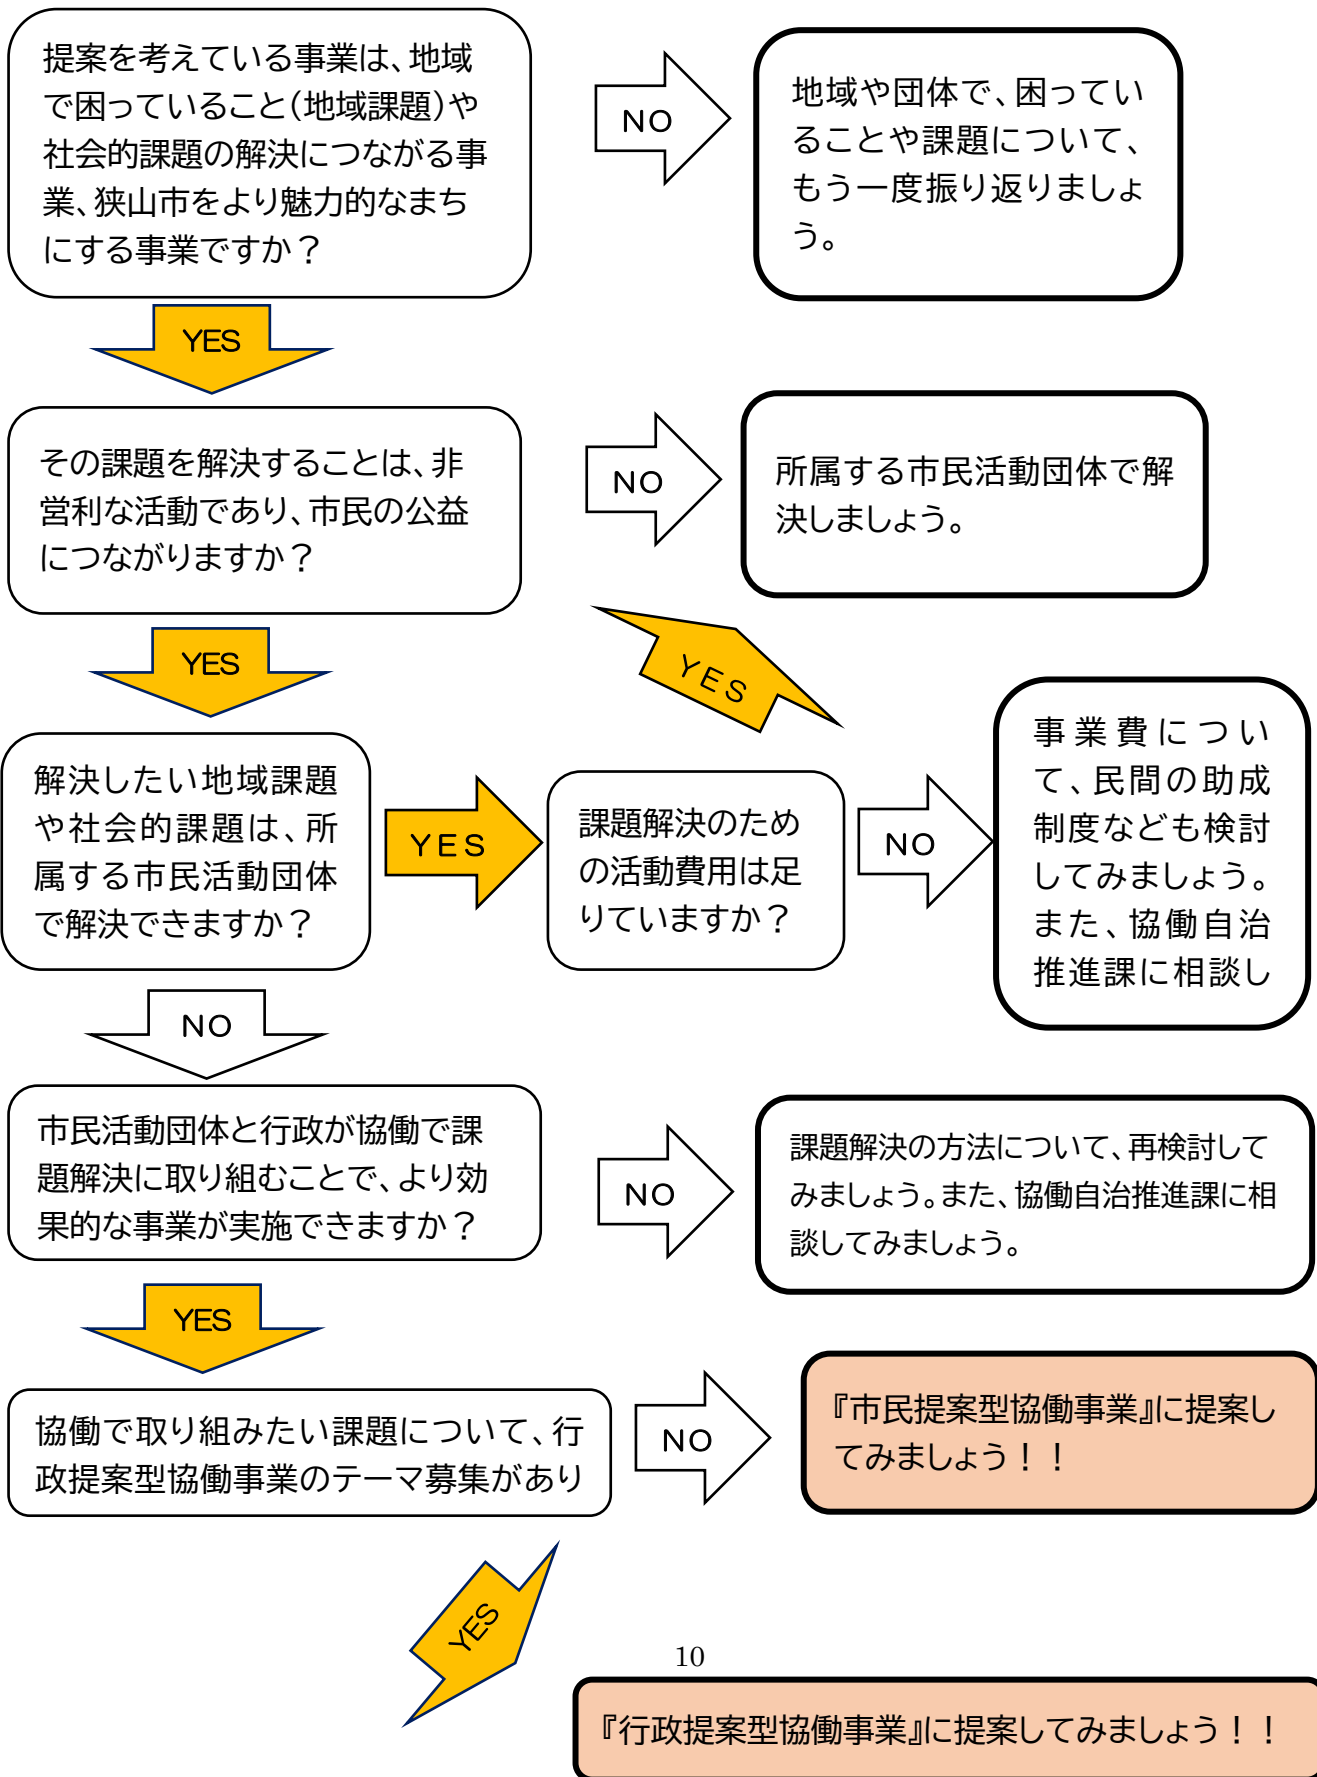 提案を考えている事業は、地域
で困っていること(地域課題)や
社会的課題の解決につながる事
業、狭山市をより魅力的なまち
にする事業ですか？
NO
地域や団体で、困ってい
ることや課題について、
もう一度振り返りましょ
う。
YES
その課題を解決することは、非
営利な活動であり、市民の公益
につながりますか？
NO
所属する市民活動団体で解
決しましょう。
YES
YES
解決したい地域課題
や社会的課題は、所
属する市民活動団体
で解決できますか？
YES
課題解決のため
の活動費用は足
りていますか？
NO
事業費につい
て、民間の助成
制度なども検討
してみましょう。
また、協働自治
推進課に相談し
NO
市民活動団体と行政が協働で課
題解決に取り組むことで、より効
果的な事業が実施できますか？
NO
課題解決の方法について、再検討して
みましょう。また、協働自治推進課に相
談してみましょう。
YES
協働で取り組みたい課題について、行
政提案型協働事業のテーマ募集があり
NO
『市民提案型協働事業』に提案し
てみましょう！！
YES
10
『行政提案型協働事業』に提案してみましょう！！